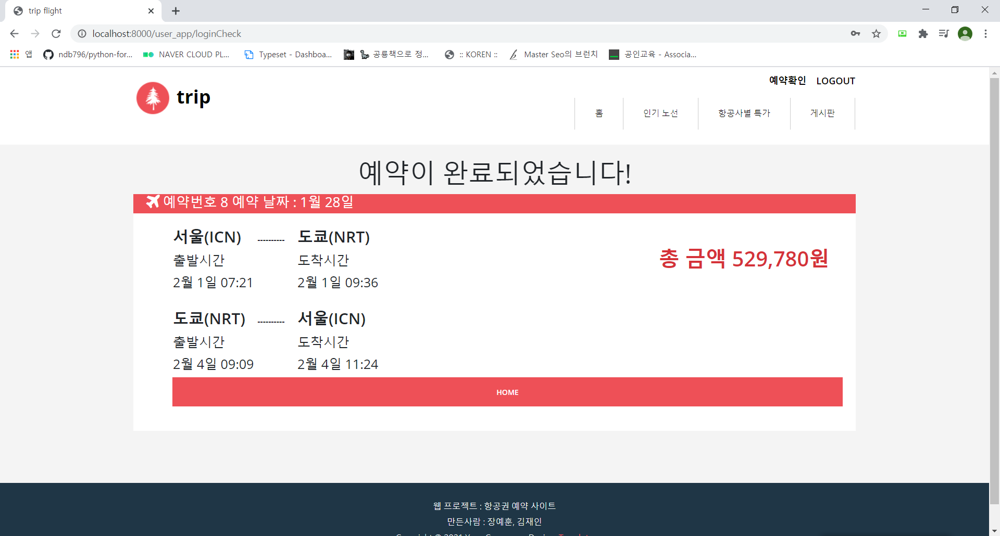 trip flight
localhost:8000/user_app/loginCheck
앱 ndb796/python-for... NAVER CLOUD PL... Typeset - Dashboa... 공룡책으로 정... :: KOREN :: Master Seo의 브런치 공인교육 - Associa...
예약확인 LOGOUT
trip
홈 인기 노선 항공사별 특가 게시판
예약이 완료되었습니다!
예약번호 8 예약 날짜 : 1월 28일
서울(ICN) ---------- 도쿄(NRT)
출발시간 도착시간
2월 1일 07:21 2월 1일 09:36
총 금액 529,780원
도쿄(NRT) ---------- 서울(ICN)
출발시간 도착시간
2월 4일 09:09 2월 4일 11:24
HOME
웹 프로젝트 : 항공권 예약 사이트
만든사람 : 장예훈, 김재인